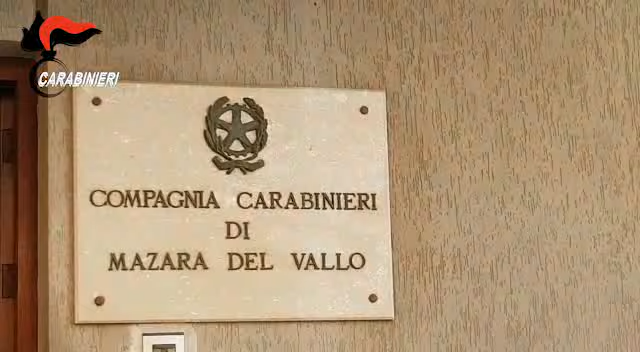 CARABINIERI
COMPAGNIA CARABINIERI
DI
MAZARA DEL VALLO